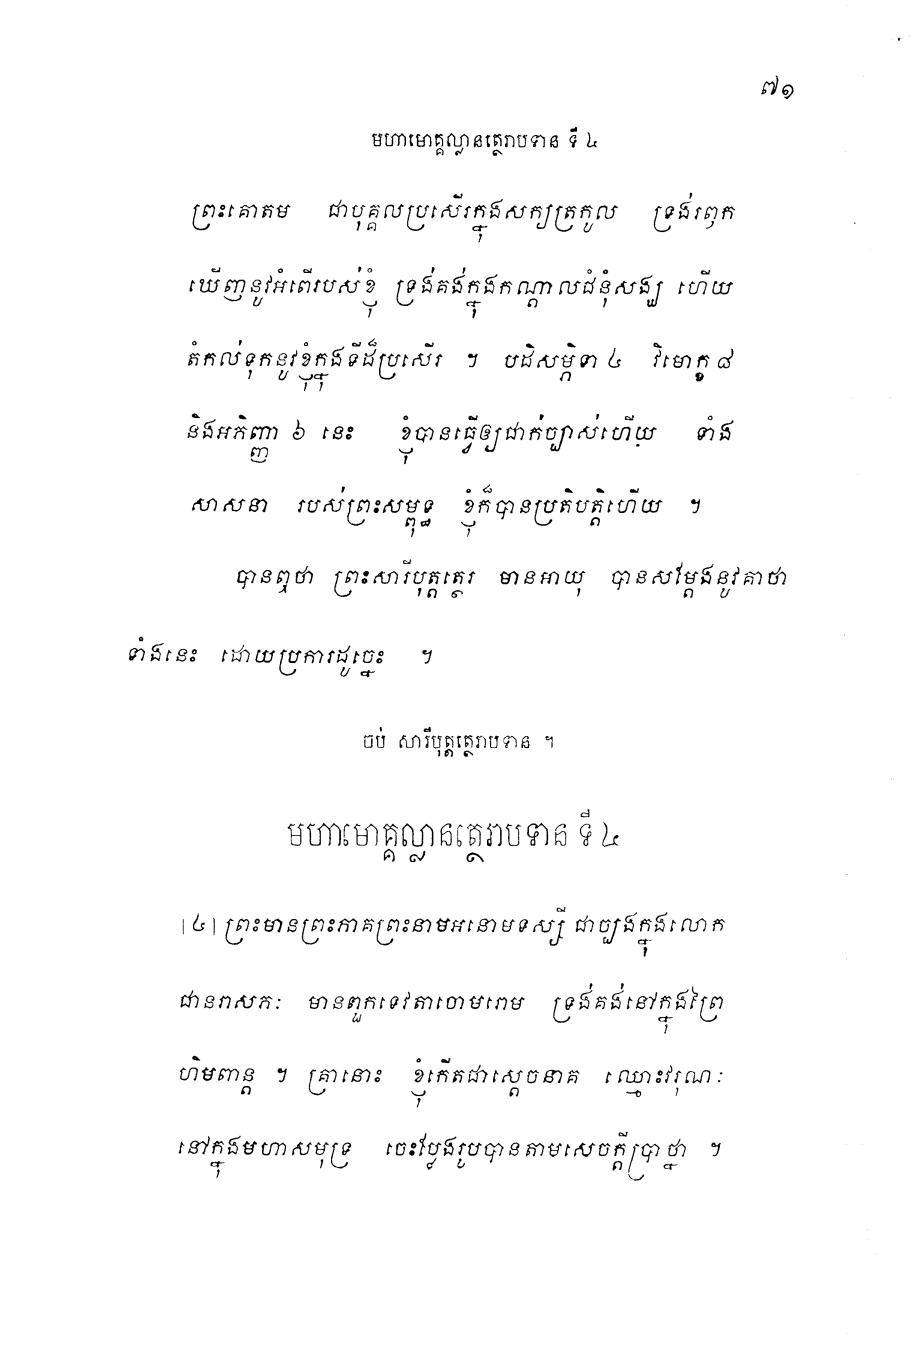 ៧១
មហាមោគ្គល្លានត្ថេរាបទាន ទី ៤
ព្រះគោតម ជាបុគ្គលប្រសើរក្នុងសក្យត្រកូល ទ្រង់រព្ញក
ឃើញនូវអំពើរបស់ខ្ញុំ ទ្រង់គង់ក្នុងកណ្តាលជំនុំសង្ឃ ហើយ
តំកល់ទុកនូវខ្ញុំក្នុងទីដ៏ប្រសើរ ។ បដិសម្ភិទា ៤ វិមោក្ខ ៨
និងអភិញ្ញា ៦ នេះ ខ្ញុំបានធ្វើឲ្យជាក់ច្បាស់ហើយ ទាំង
សាសនា របស់ព្រះសម្ពុទ្ធ ខ្ញុំក៏បានប្រតិបត្តិហើយ ។
បានឮថា ព្រះសារីបុត្តត្ថេរ មានអាយុ បានសម្តែងនូវគាថា
ទាំងនេះ ដោយប្រការដូច្នេះ ។
ចប់ សារីបុត្តត្ថេរាបទាន ។
មហាមោគ្គល្លានត្ថេរាបទាន ទី ៤
[៤] ព្រះមានព្រះភាគព្រះនាមអនោមទស្សី ជាច្បងក្នុងលោក
ជានរាសភៈ មានពួកទេវតាចោមរោម ទ្រង់គង់នៅក្នុងព្រៃ
ហិមពាន្ត ។ គ្រានោះ ខ្ញុំកើតជាស្តេចនាគ ឈ្មោះវរុណៈ
នៅក្នុងមហាសមុទ្រ ចេះប្លែងរូបបានតាមសេចក្តីប្រាថ្នា ។